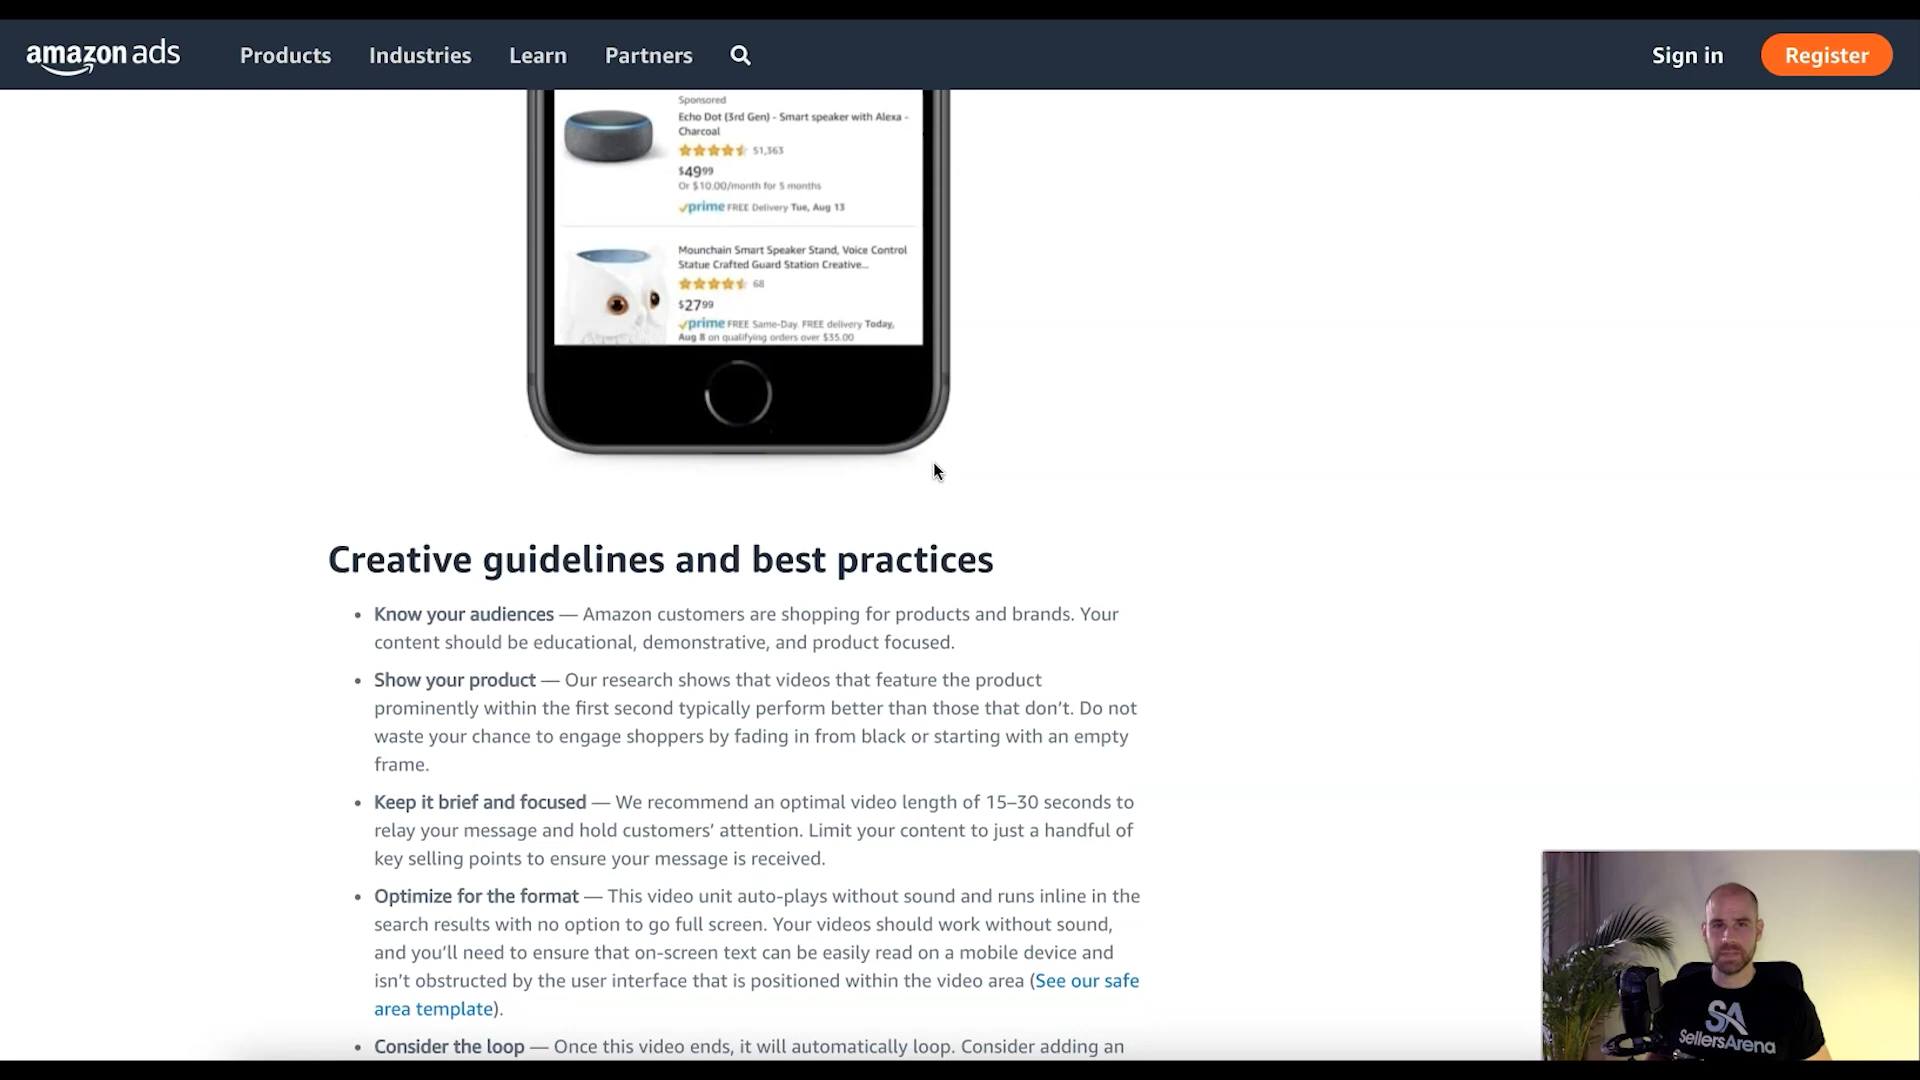 amazon ads Products Industries Learn Partners Sign in Register
Sponsored
Echo Dot (3rd Gen) - Smart speaker with Alexa -
Charcoal
51,363
$4999
Or $10.00/month for 5 months
prime FREE Delivery Tue, Aug 13
Mounchain Smart Speaker Stand, Voice Control
Statue Crafted Guard Station Creative...
68
$2799
prime FREE Same-Day. FREE delivery Today,
Aug 8 on qualifying orders over $35.00
Creative guidelines and best practices
• Know your audiences — Amazon customers are shopping for products and brands. Your
content should be educational, demonstrative, and product focused.
• Show your product — Our research shows that videos that feature the product
prominently within the first second typically perform better than those that don’t. Do not
waste your chance to engage shoppers by fading in from black or starting with an empty
frame.
• Keep it brief and focused — We recommend an optimal video length of 15–30 seconds to
relay your message and hold customers’ attention. Limit your content to just a handful of
key selling points to ensure your message is received.
• Optimize for the format — This video unit auto-plays without sound and runs inline in the
search results with no option to go full screen. Your videos should work without sound,
and you’ll need to ensure that on-screen text can be easily read on a mobile device and
isn’t obstructed by the user interface that is positioned within the video area (See our safe
area template).
• Consider the loop — Once this video ends, it will automatically loop. Consider adding an
SA
SellersArena